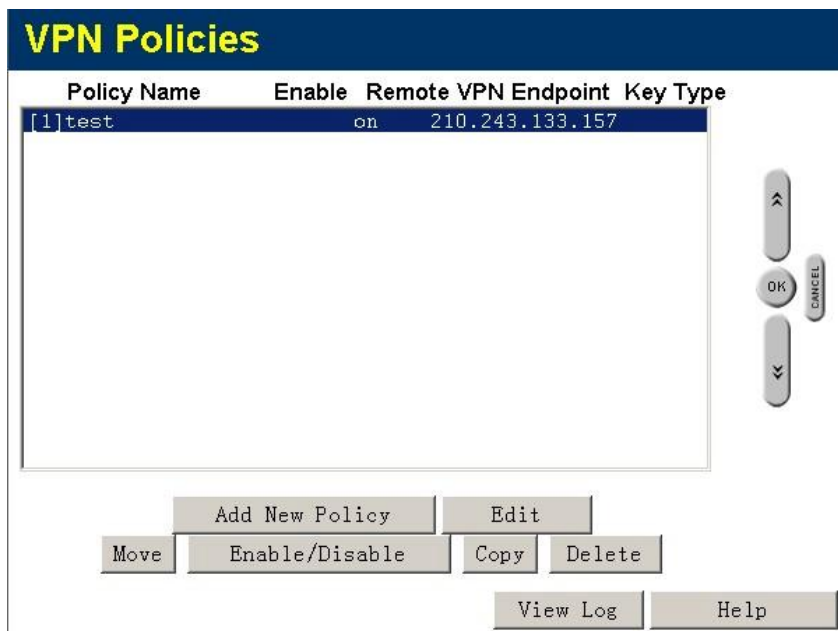 VPN Policies
Policy Name Enable Remote VPN Endpoint Key Type
[1]test on 210.243.133.157
OK CANCEL
Add New Policy Edit
Move Enable/Disable Copy Delete
View Log Help